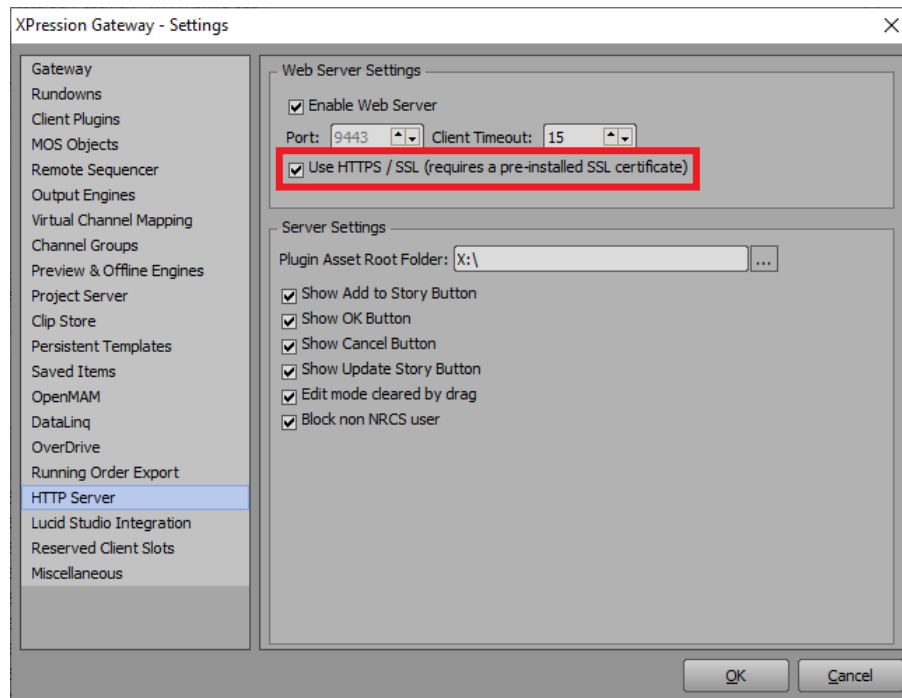 XPression Gateway - Settings
Gateway
Rundowns
Client Plugins
MOS Objects
Remote Sequencer
Output Engines
Virtual Channel Mapping
Channel Groups
Preview & Offline Engines
Project Server
Clip Store
Persistent Templates
Saved Items
OpenMAM
DataLinq
OverDrive
Running Order Export
HTTP Server
Lucid Studio Integration
Reserved Client Slots
Miscellaneous
Web Server Settings
Enable Web Server
Port: 9443 Client Timeout: 15
Use HTTPS / SSL (requires a pre-installed SSL certificate)
Server Settings
Plugin Asset Root Folder: X:\ ...
Show Add to Story Button
Show OK Button
Show Cancel Button
Show Update Story Button
Edit mode cleared by drag
Block non NRCS user
OK Cancel